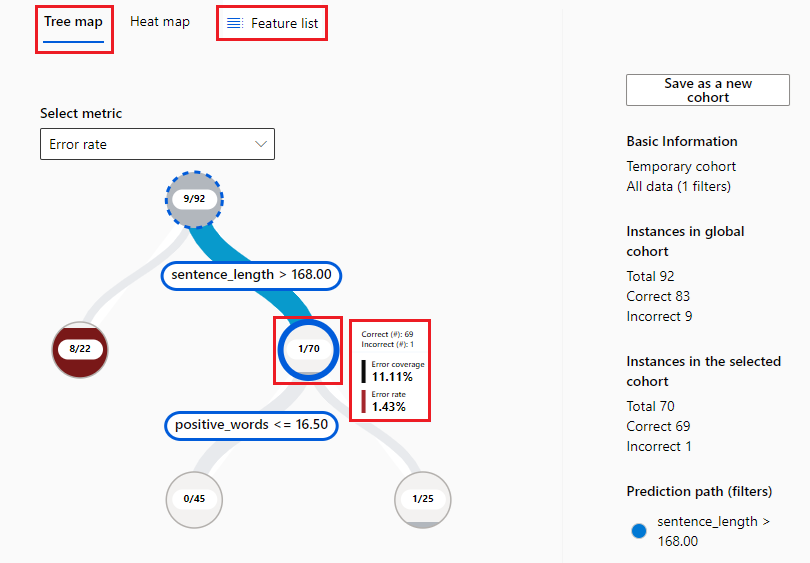 Tree map
Heat map
Feature list
Select metric
Error rate
9/92
sentence_length > 168.00
8/22
1/70
Correct (#): 69
Incorrect (#): 1
Error coverage
11.11%
Error rate
1.43%
positive_words <= 16.50
0/45
1/25
Save as a new
cohort
Basic Information
Temporary cohort
All data (1 filters)
Instances in global
cohort
Total 92
Correct 83
Incorrect 9
Instances in the selected
cohort
Total 70
Correct 69
Incorrect 1
Prediction path (filters)
sentence_length >
168.00